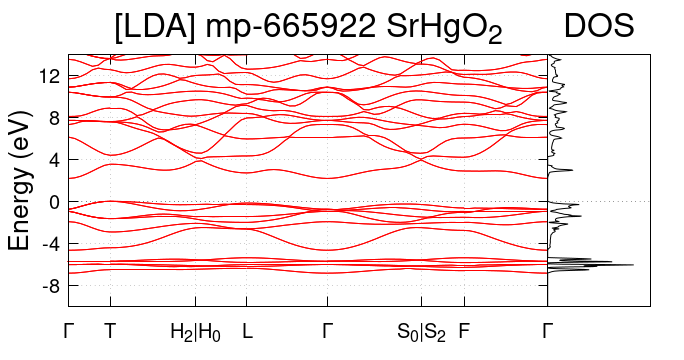 [LDA] mp-665922 SrHgO₂ DOS
Energy (eV)
12
8
4
0
-4
-8
Γ T H₂|H₀ L Γ S₀|S₂ F Γ